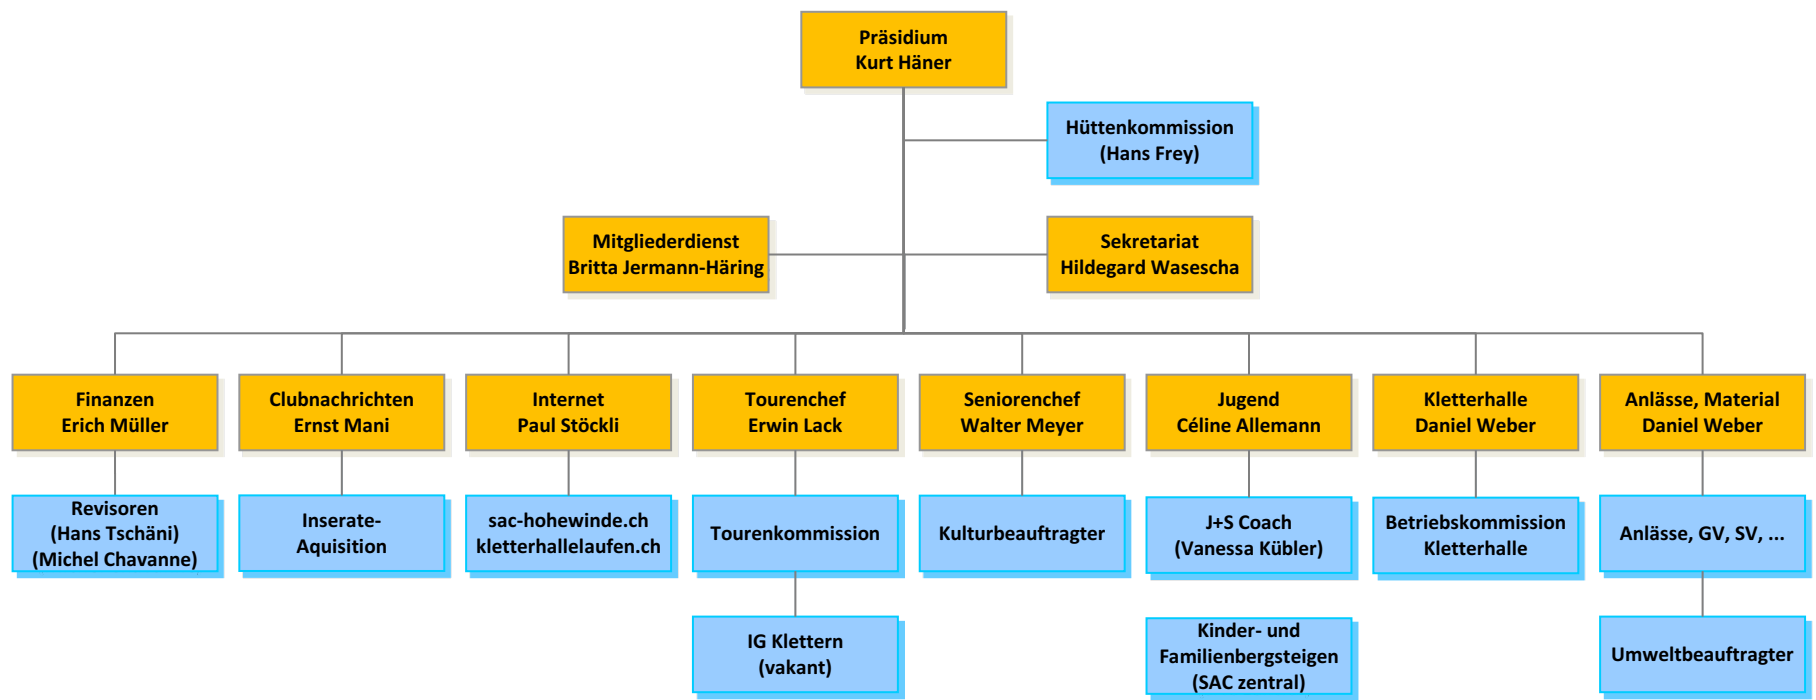 Präsidium
Kurt Häner
Hüttenkommission
(Hans Frey)
Mitgliederdienst
Britta Jermann-Häring
Sekretariat
Hildegard Wasescha
Finanzen
Erich Müller
Clubnachrichten
Ernst Mani
Internet
Paul Stöckli
Tourenchef
Erwin Lack
Seniorenchef
Walter Meyer
Jugend
Céline Allemann
Kletterhalle
Daniel Weber
Anlässe, Material
Daniel Weber
Revisoren
(Hans Tschäni)
(Michel Chavanne)
Inserate-
Aquisition
sac-hohewinde.ch
kletterhallelaufen.ch
Tourenkommission
Kulturbeauftragter
J+S Coach
(Vanessa Kübler)
Betriebskommission
Kletterhalle
Anlässe, GV, SV, ...
IG Klettern
(vakant)
Kinder- und
Familienbergsteigen
(SAC zentral)
Umweltbeauftragter